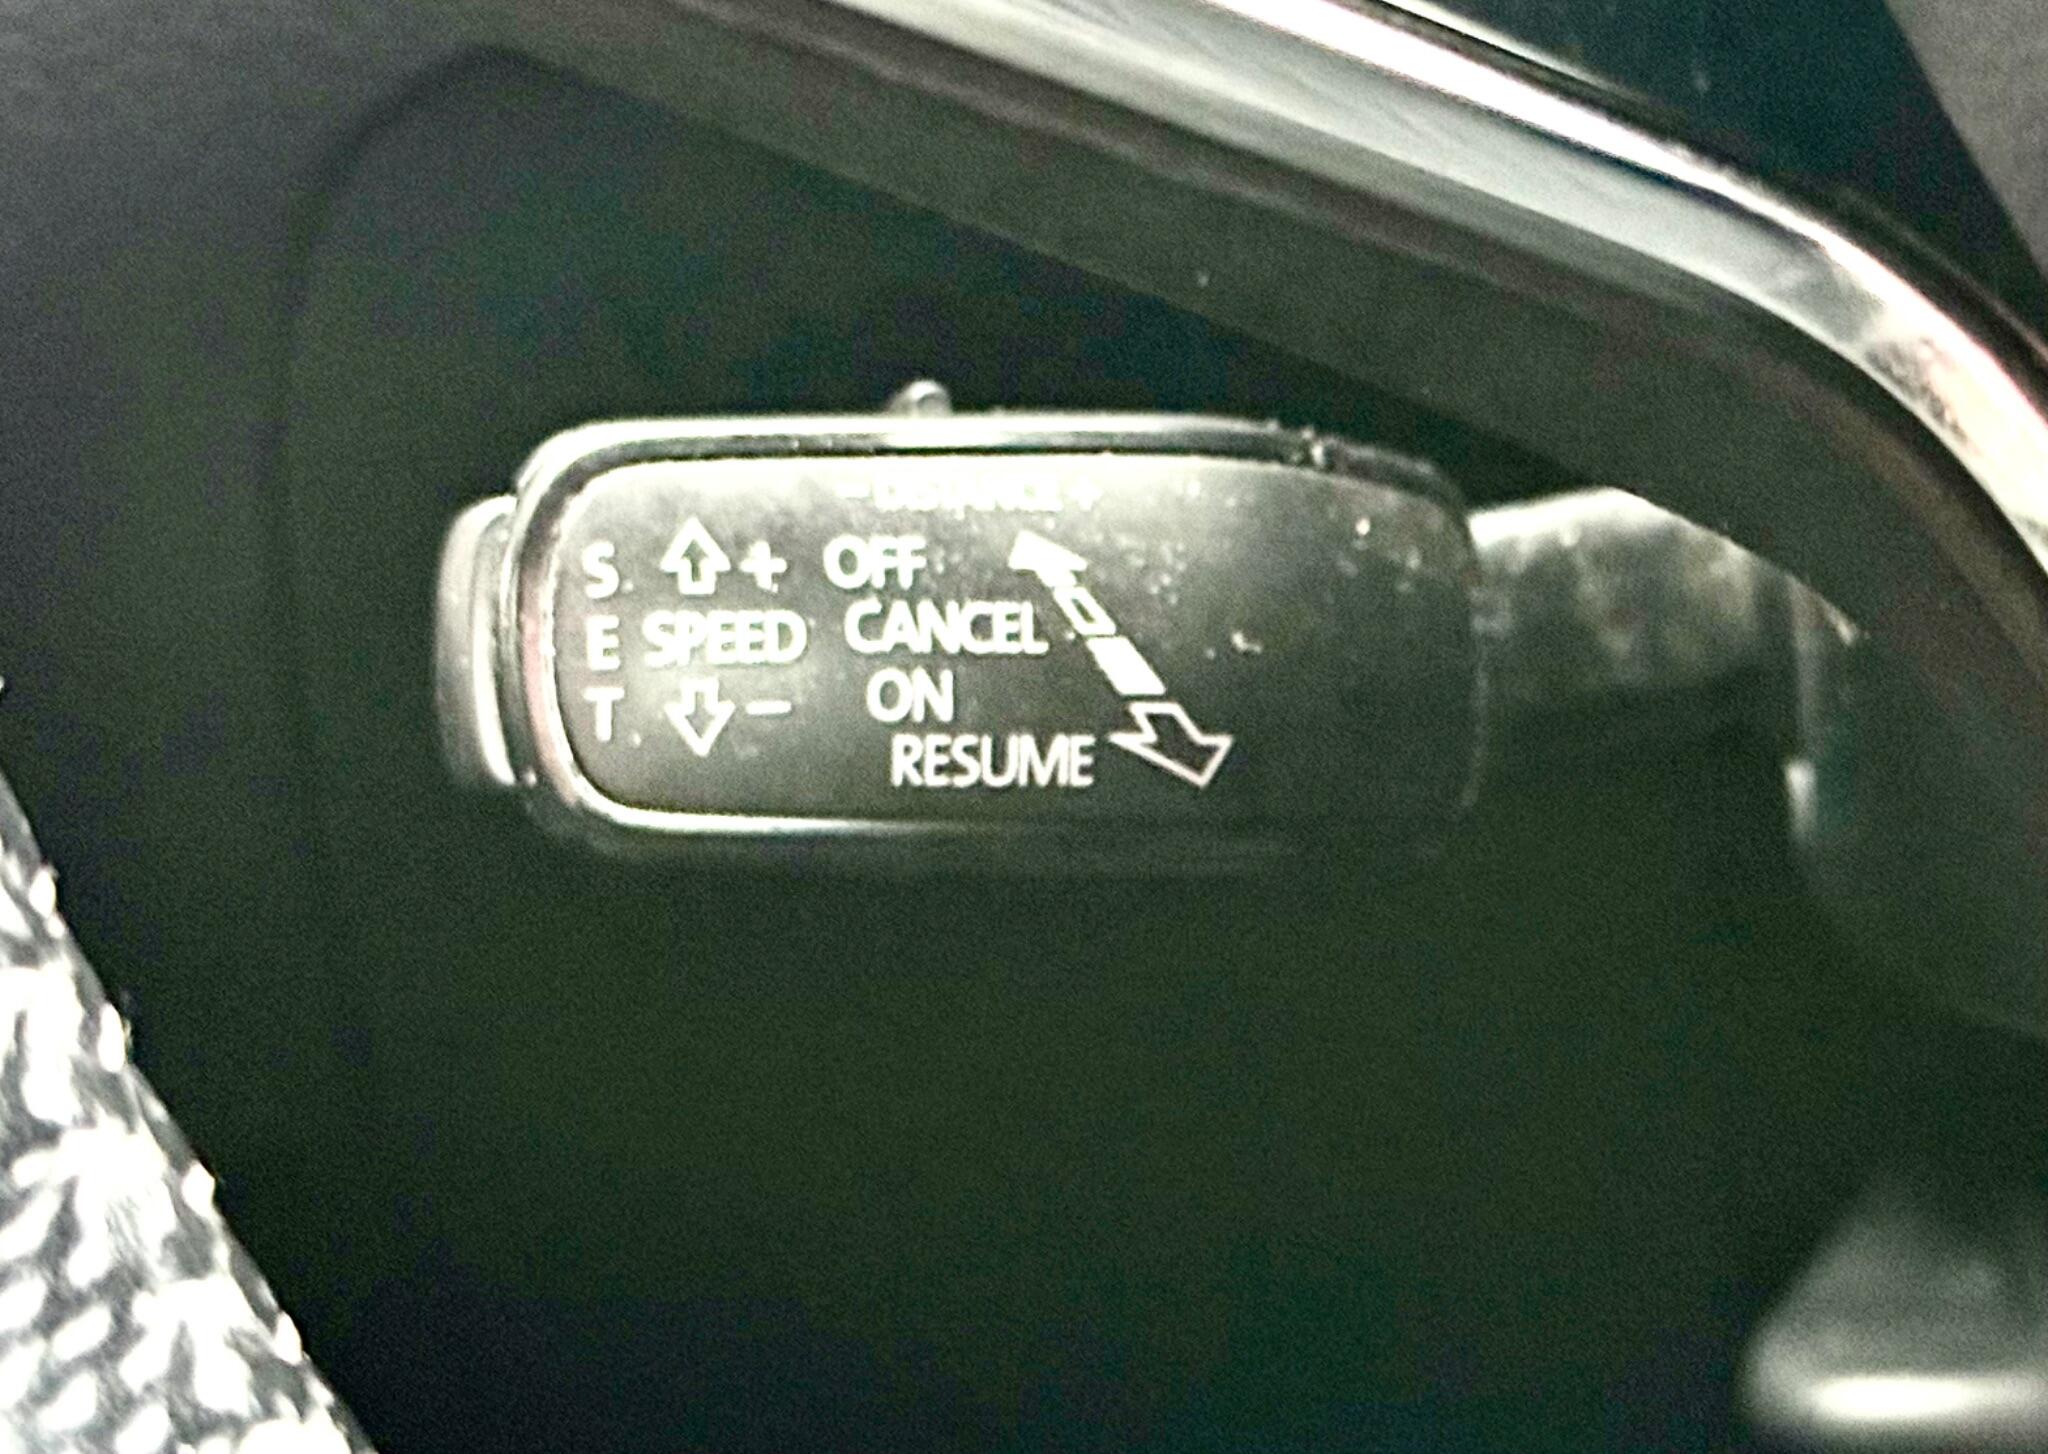 - DISTANCE +
S + OFF
E SPEED CANCEL
T - ON
RESUME